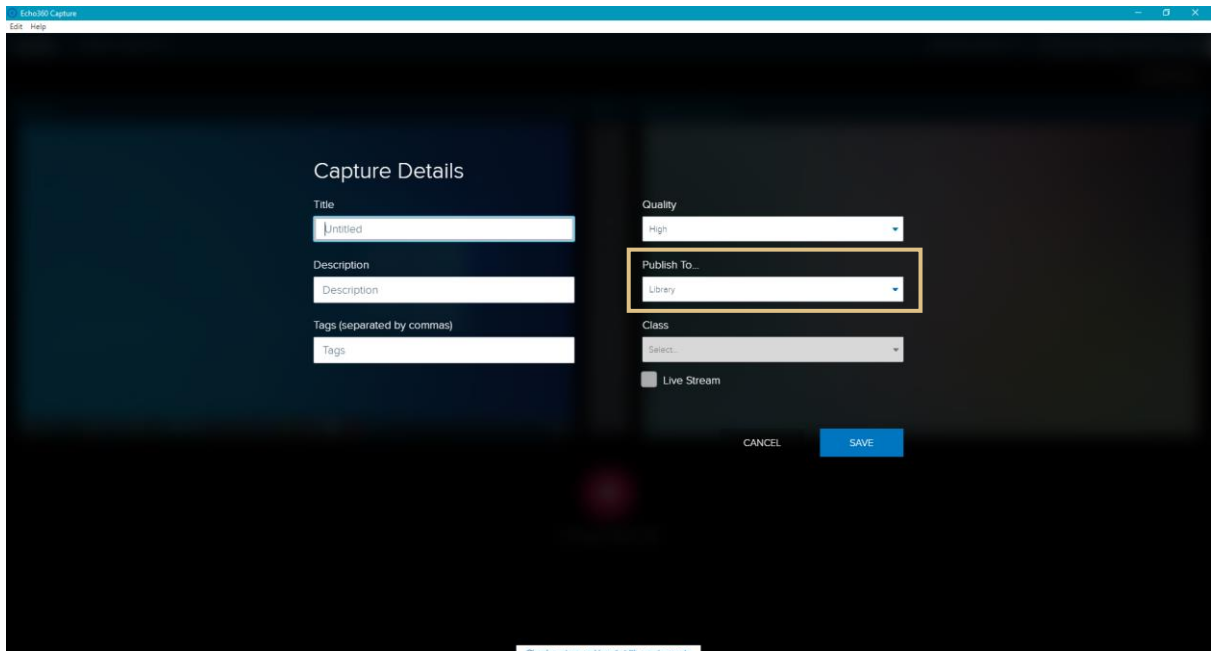 Echo360 Capture
Edit Help
Capture Details
Title
Untitled
Description
Description
Tags (separated by commas)
Tags
Quality
High
Publish To...
Library
Class
Select...
Live Stream
CANCEL
SAVE